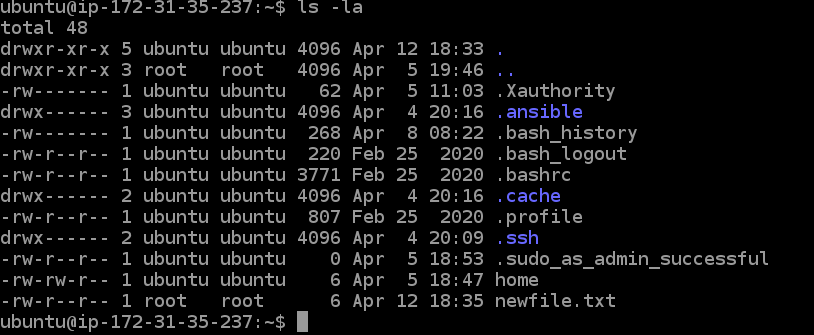 ubuntu@ip-172-31-35-237:~$ ls -la
total 48
drwxr-xr-x 5 ubuntu ubuntu 4096 Apr 12 18:33 .
drwxr-xr-x 3 root   root   4096 Apr  5 19:46 ..
-rw------- 1 ubuntu ubuntu   62 Apr  5 11:03 .Xauthority
drwx------ 3 ubuntu ubuntu 4096 Apr  4 20:16 .ansible
-rw------- 1 ubuntu ubuntu  268 Apr  8 08:22 .bash_history
-rw-r--r-- 1 ubuntu ubuntu  220 Feb 25  2020 .bash_logout
-rw-r--r-- 1 ubuntu ubuntu 3771 Feb 25  2020 .bashrc
drwx------ 2 ubuntu ubuntu 4096 Apr  4 20:16 .cache
-rw-r--r-- 1 ubuntu ubuntu  807 Feb 25  2020 .profile
drwx------ 2 ubuntu ubuntu 4096 Apr  4 20:09 .ssh
-rw-r--r-- 1 ubuntu ubuntu    0 Apr  5 18:53 .sudo_as_admin_successful
-rw-rw-r-- 1 ubuntu ubuntu    6 Apr  5 18:47 home
-rw-r--r-- 1 root   root      6 Apr 12 18:35 newfile.txt
ubuntu@ip-172-31-35-237:~$